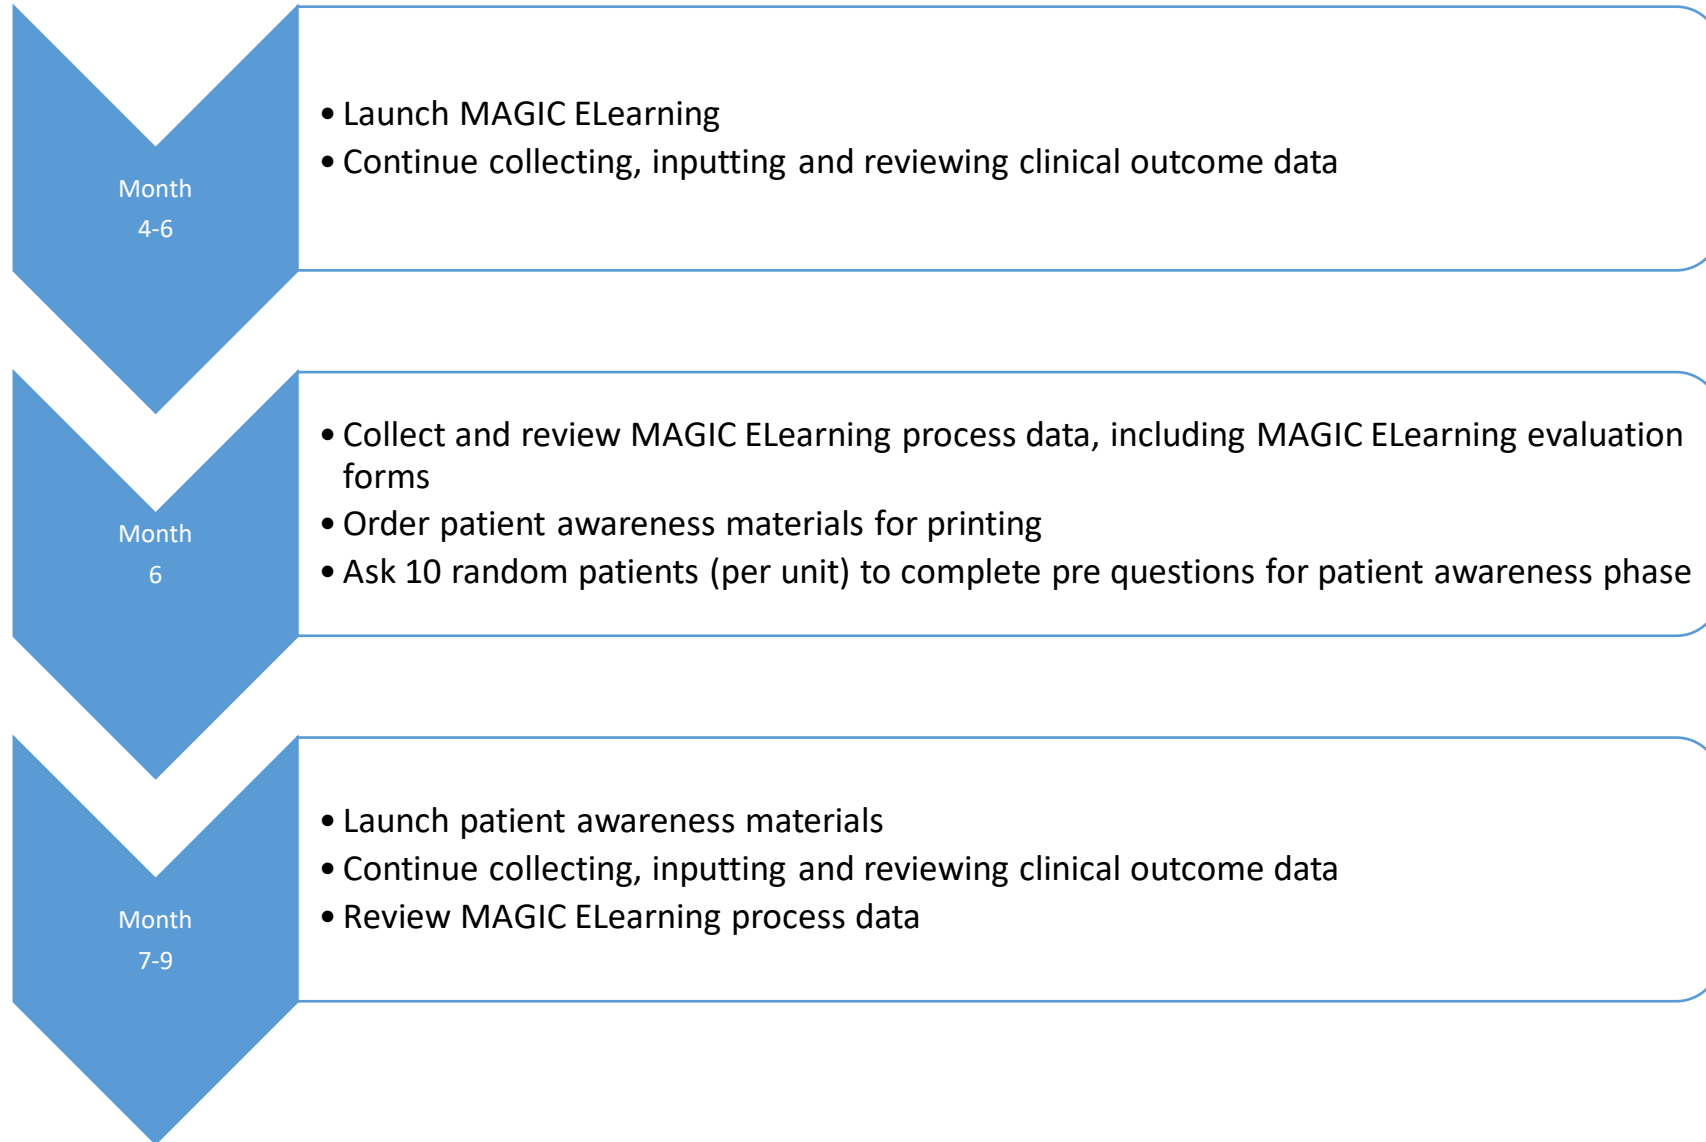 Month
4-6
• Launch MAGIC ELearning
• Continue collecting, inputting and reviewing clinical outcome data
Month
6
• Collect and review MAGIC ELearning process data, including MAGIC ELearning evaluation
forms
• Order patient awareness materials for printing
• Ask 10 random patients (per unit) to complete pre questions for patient awareness phase
Month
7-9
• Launch patient awareness materials
• Continue collecting, inputting and reviewing clinical outcome data
• Review MAGIC ELearning process data